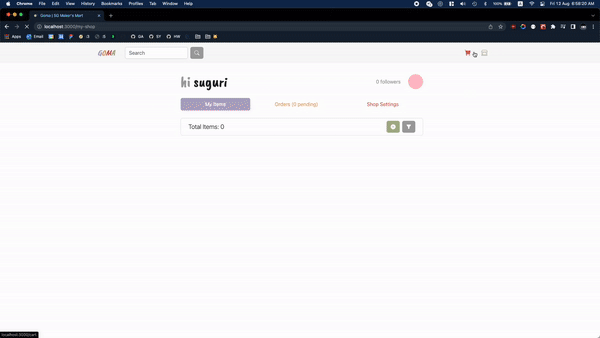 Chrome File Edit View History Bookmarks Profiles Tab Window Help
100% Fri 12 Aug 8:58:20 AM
Goma | EQ Maker's Mart
localhost:3000/my-shop
Apps Email GA SY HW
GOMA Search
hi suguri
0 followers
My Items Orders (0 pending) Shop Settings
Total Items: 0
localhost:3000/cart